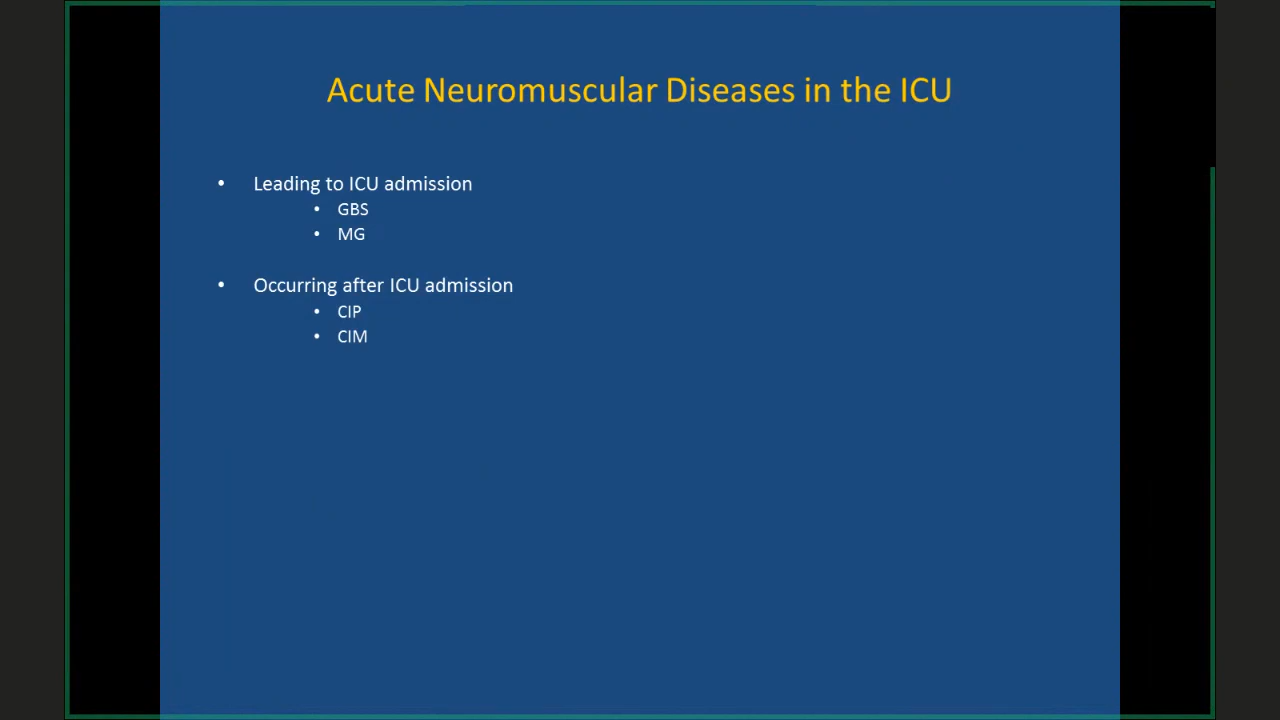 Acute Neuromuscular Diseases in the ICU
• Leading to ICU admission
• GBS
• MG
• Occurring after ICU admission
• CIP
• CIM